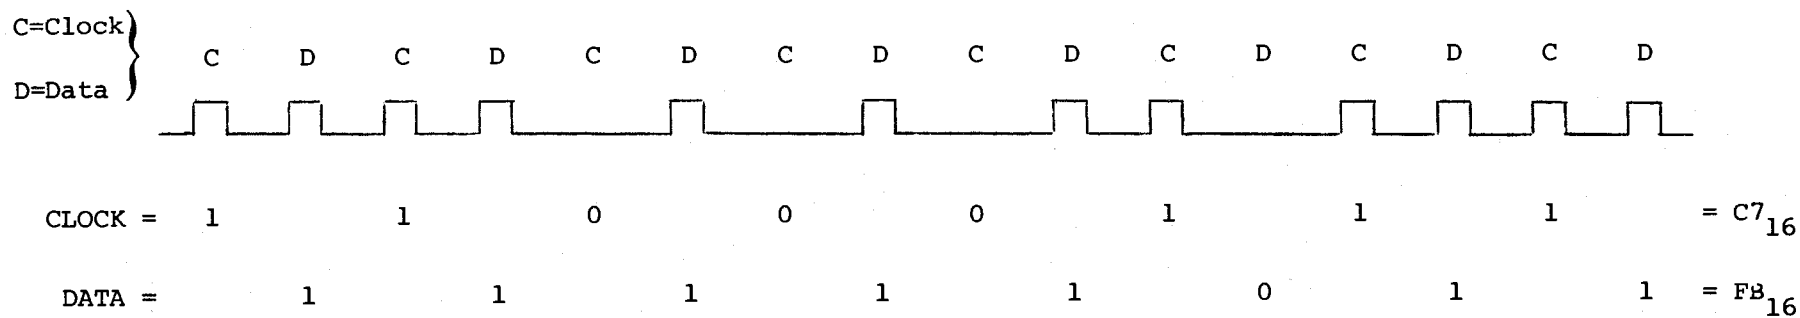 C=Clock
D=Data
C D C D C D C D C D C D C D C D
CLOCK = 1 1 0 0 0 1 1 1 = C7₁₆
DATA = 1 1 1 1 1 0 1 1 = FB₁₆